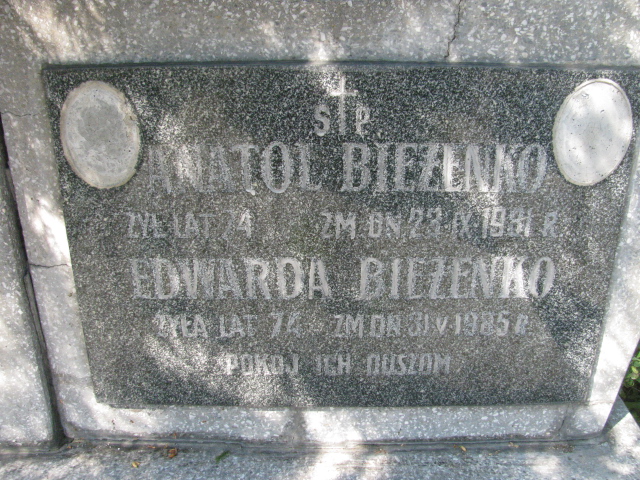 Ś P.
ANATOL BIEŻENKO
ŻYŁ LAT 74 ZM. DN. 23 IX 1981 R.
EDWARDA BIEŻENKO
ŻYŁA LAT 74 ZM. DN. 31 V 1985 R.
POKÓJ ICH DUSZOM